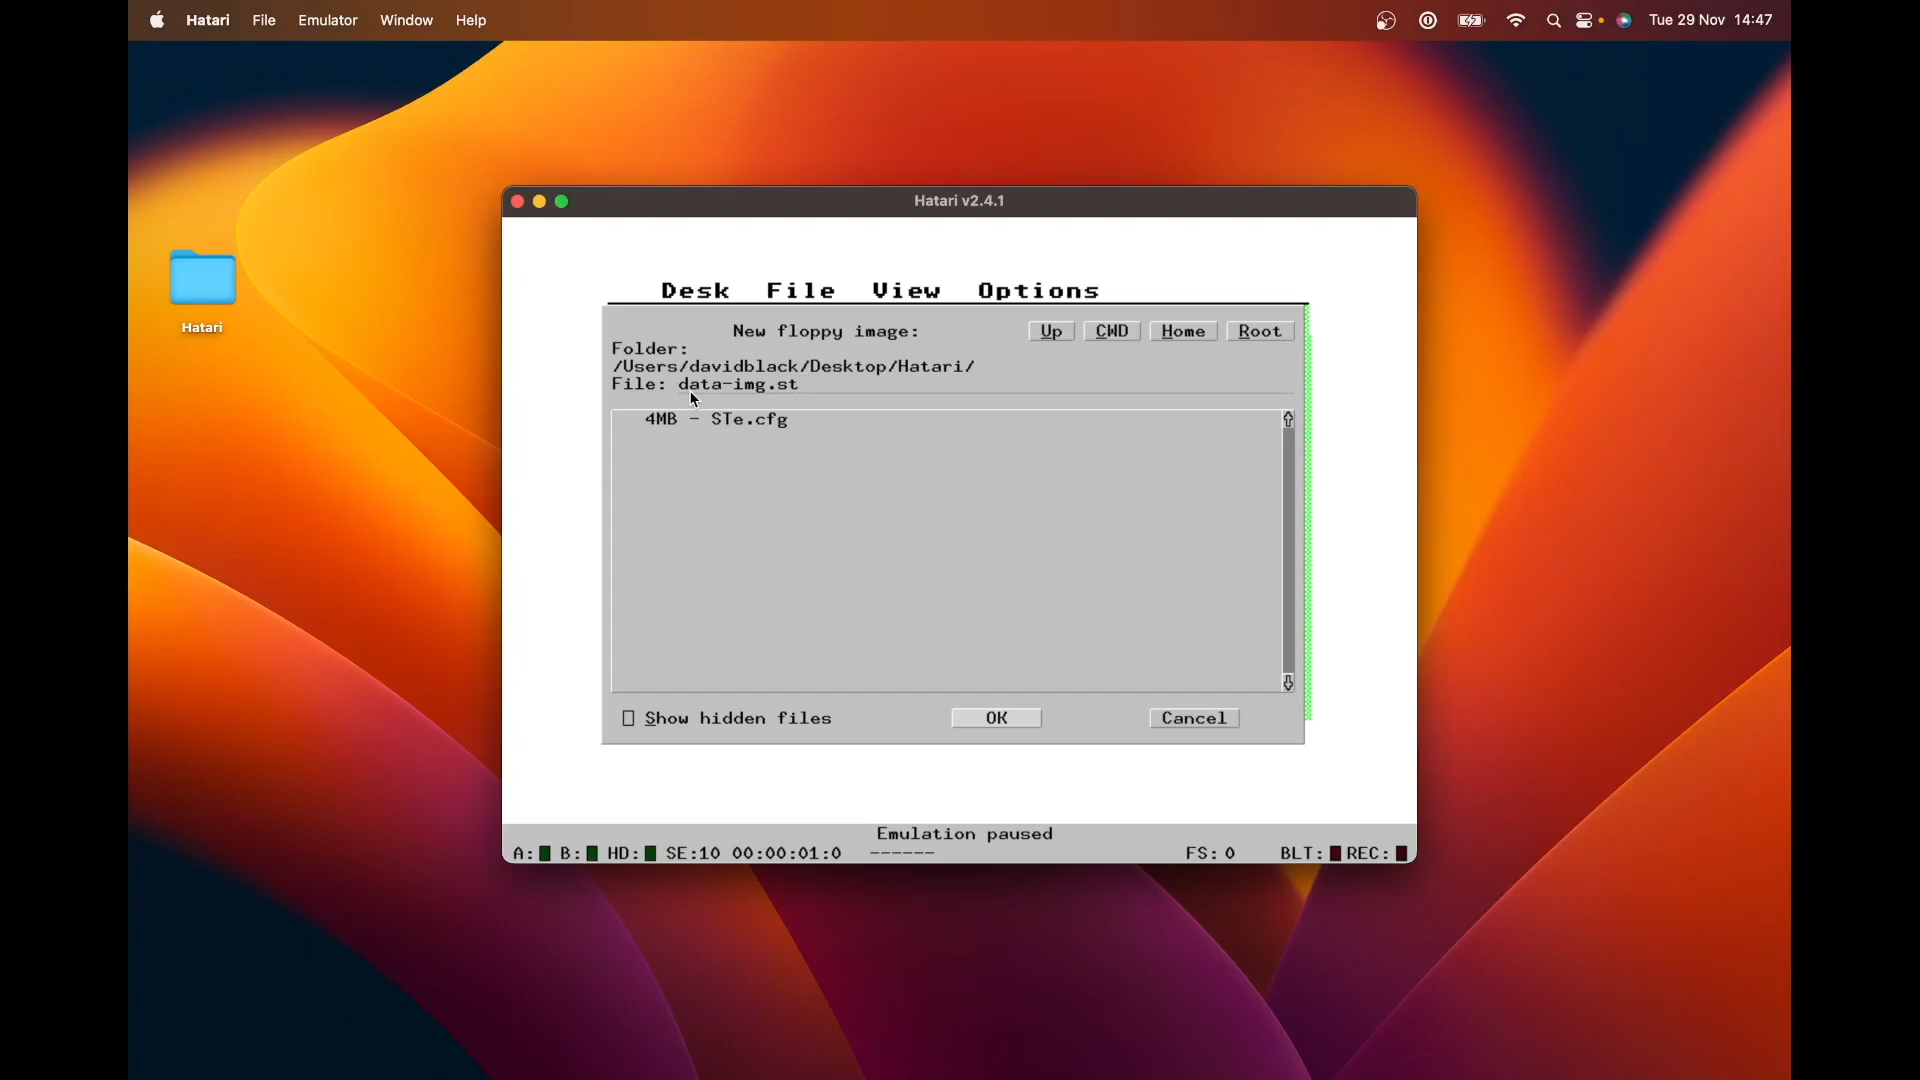 Hatari File Emulator Window Help Tue 29 Nov 14:47
Hatari v2.4.1
Desk File View Options
New floppy image: Up CWD Home Root
Folder:
/Users/davidblack/Desktop/Hatari/
File: data-img.st
4MB - STe.cfg
Hatari
Show hidden files OK Cancel
Emulation paused
A: B: HD: SE:10 00:00:01:0 ------ FS: 0 BLT: REC: